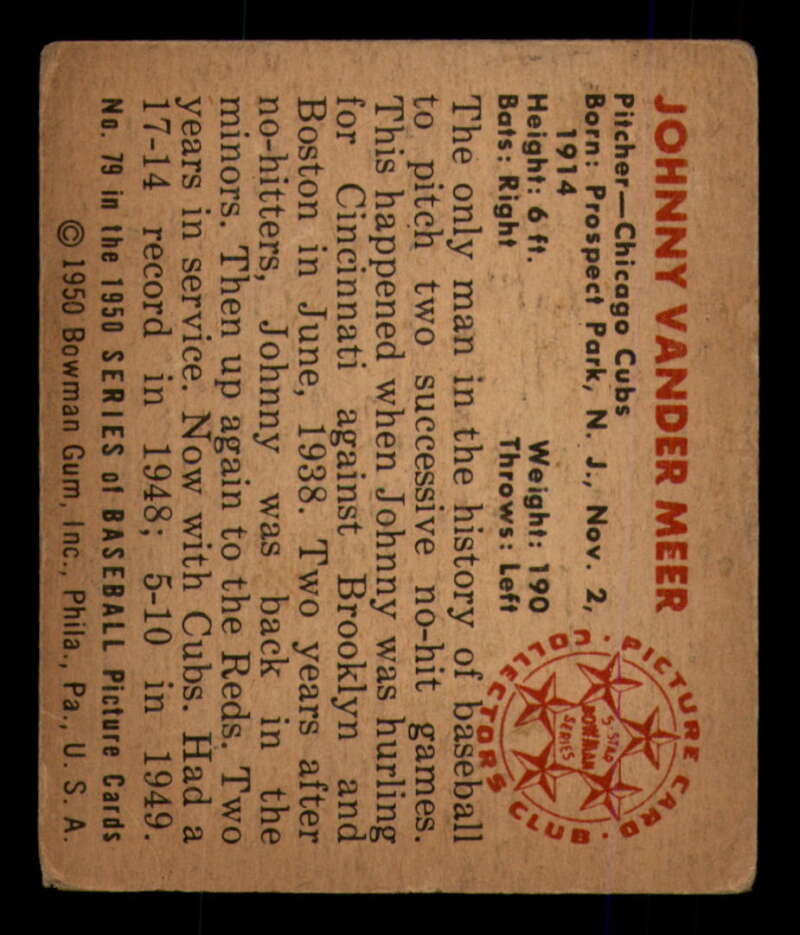 JOHNNY VANDER MEER
Pitcher—Chicago Cubs
Born: Prospect Park, N. J., Nov. 2,
1914
Height: 6 ft. Weight: 190
Bats: Right Throws: Left
PICTURE CARD COLLECTORS CLUB
5-STAR
BOWMAN
SERIES
The only man in the history of baseball
to pitch two successive no-hit games.
This happened when Johnny was hurling
for Cincinnati against Brooklyn and
Boston in June, 1938. Two years after
no-hitters, Johnny was back in the
minors. Then up again to the Reds. Two
years in service. Now with Cubs. Had a
17-14 record in 1948; 5-10 in 1949.
No. 79 in the 1950 SERIES of BASEBALL Picture Cards
© 1950 Bowman Gum, Inc., Phila., Pa., U. S. A.